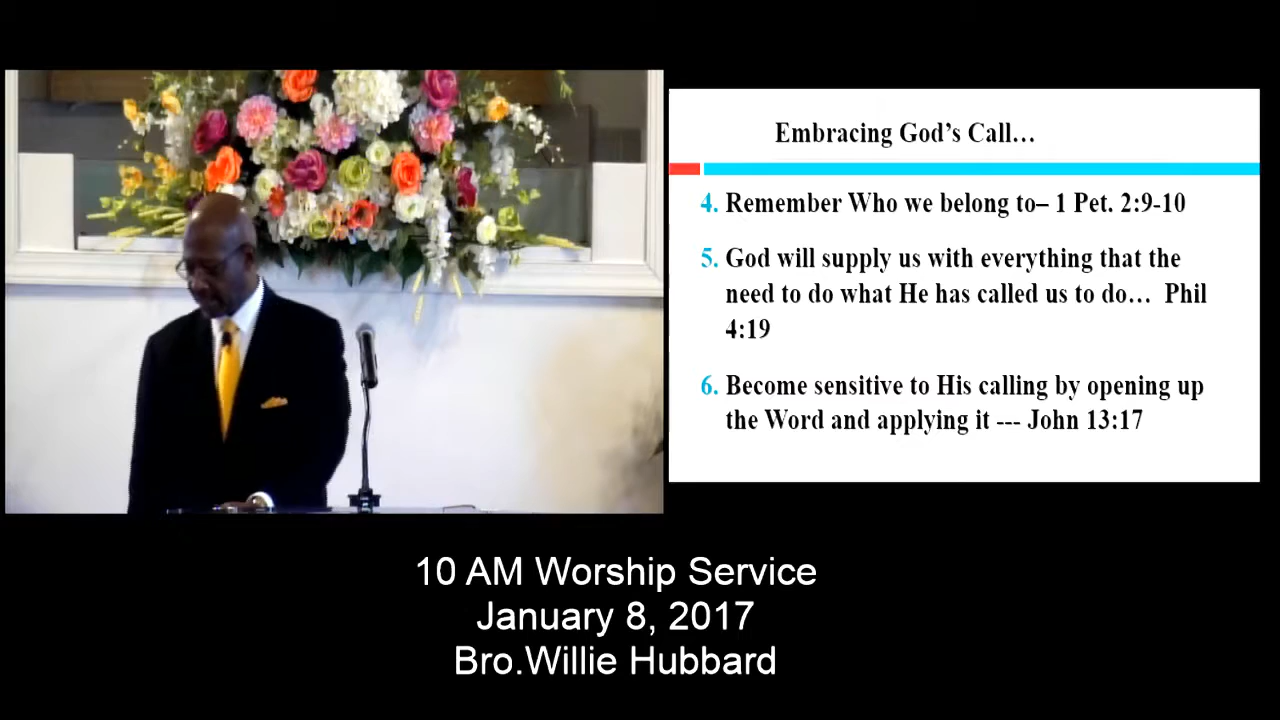 Embracing God's Call…
4. Remember Who we belong to– 1 Pet. 2:9-10
5. God will supply us with everything that the
need to do what He has called us to do… Phil
4:19
6. Become sensitive to His calling by opening up
the Word and applying it --- John 13:17
10 AM Worship Service
January 8, 2017
Bro.Willie Hubbard